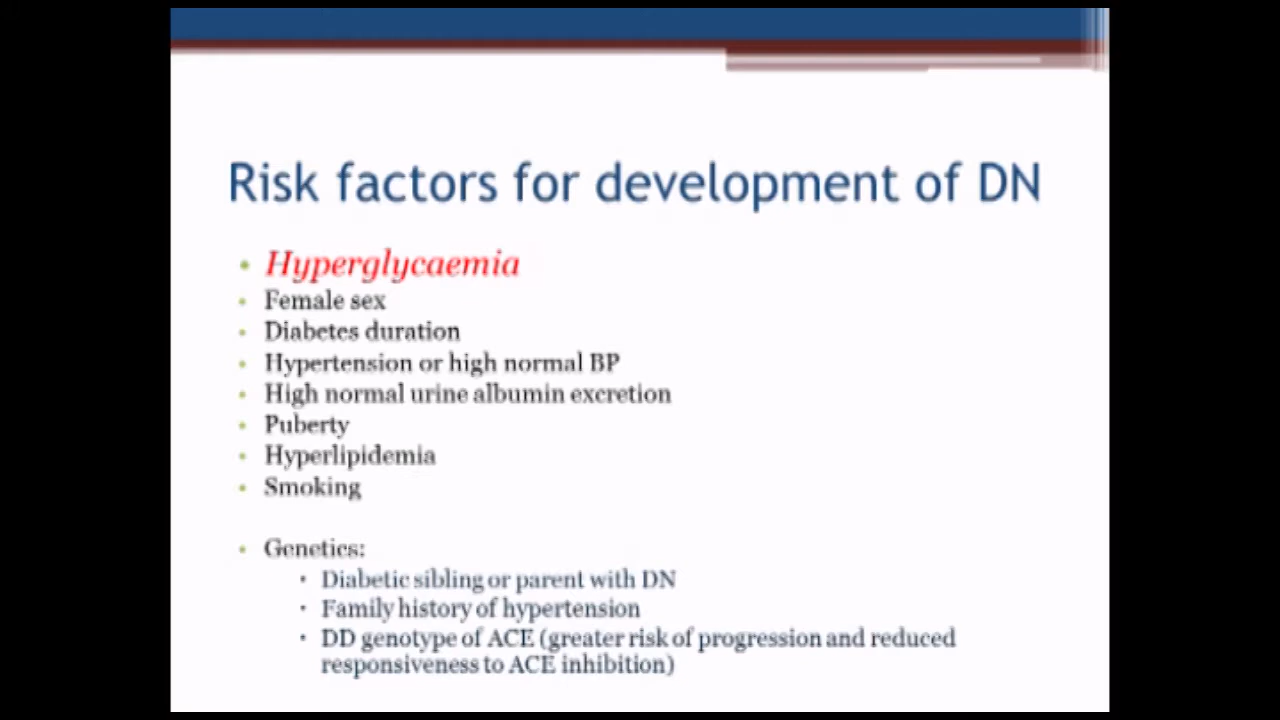 Risk factors for development of DN
• Hyperglycaemia
• Female sex
• Diabetes duration
• Hypertension or high normal BP
• High normal urine albumin excretion
• Puberty
• Hyperlipidemia
• Smoking
• Genetics:
• Diabetic sibling or parent with DN
• Family history of hypertension
• DD genotype of ACE (greater risk of progression and reduced
responsiveness to ACE inhibition)